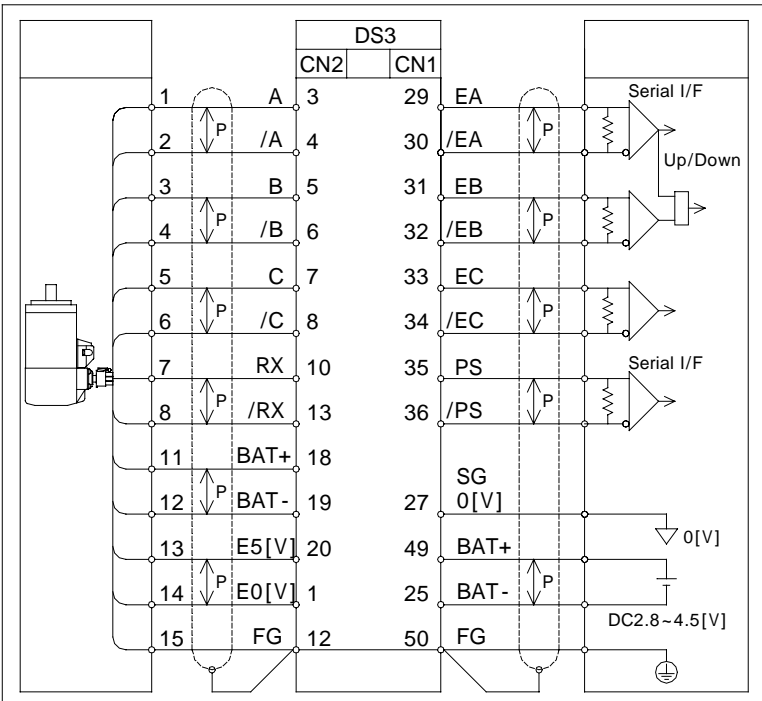 DS3
CN2 CN1
1 A 3 29 EA Serial I/F
P P
2 /A 4 30 /EA
Up/Down
3 B 5 31 EB
P P
4 /B 6 32 /EB
5 C 7 33 EC
P P
6 /C 8 34 /EC
7 RX 10 35 PS Serial I/F
P P
8 /RX 13 36 /PS
11 BAT+ 18
P SG
12 BAT- 19 27 0[V]
0[V]
13 E5[V] 20 49 BAT+
P P
14 E0[V] 1 25 BAT-
DC2.8~4.5[V]
15 FG 12 50 FG